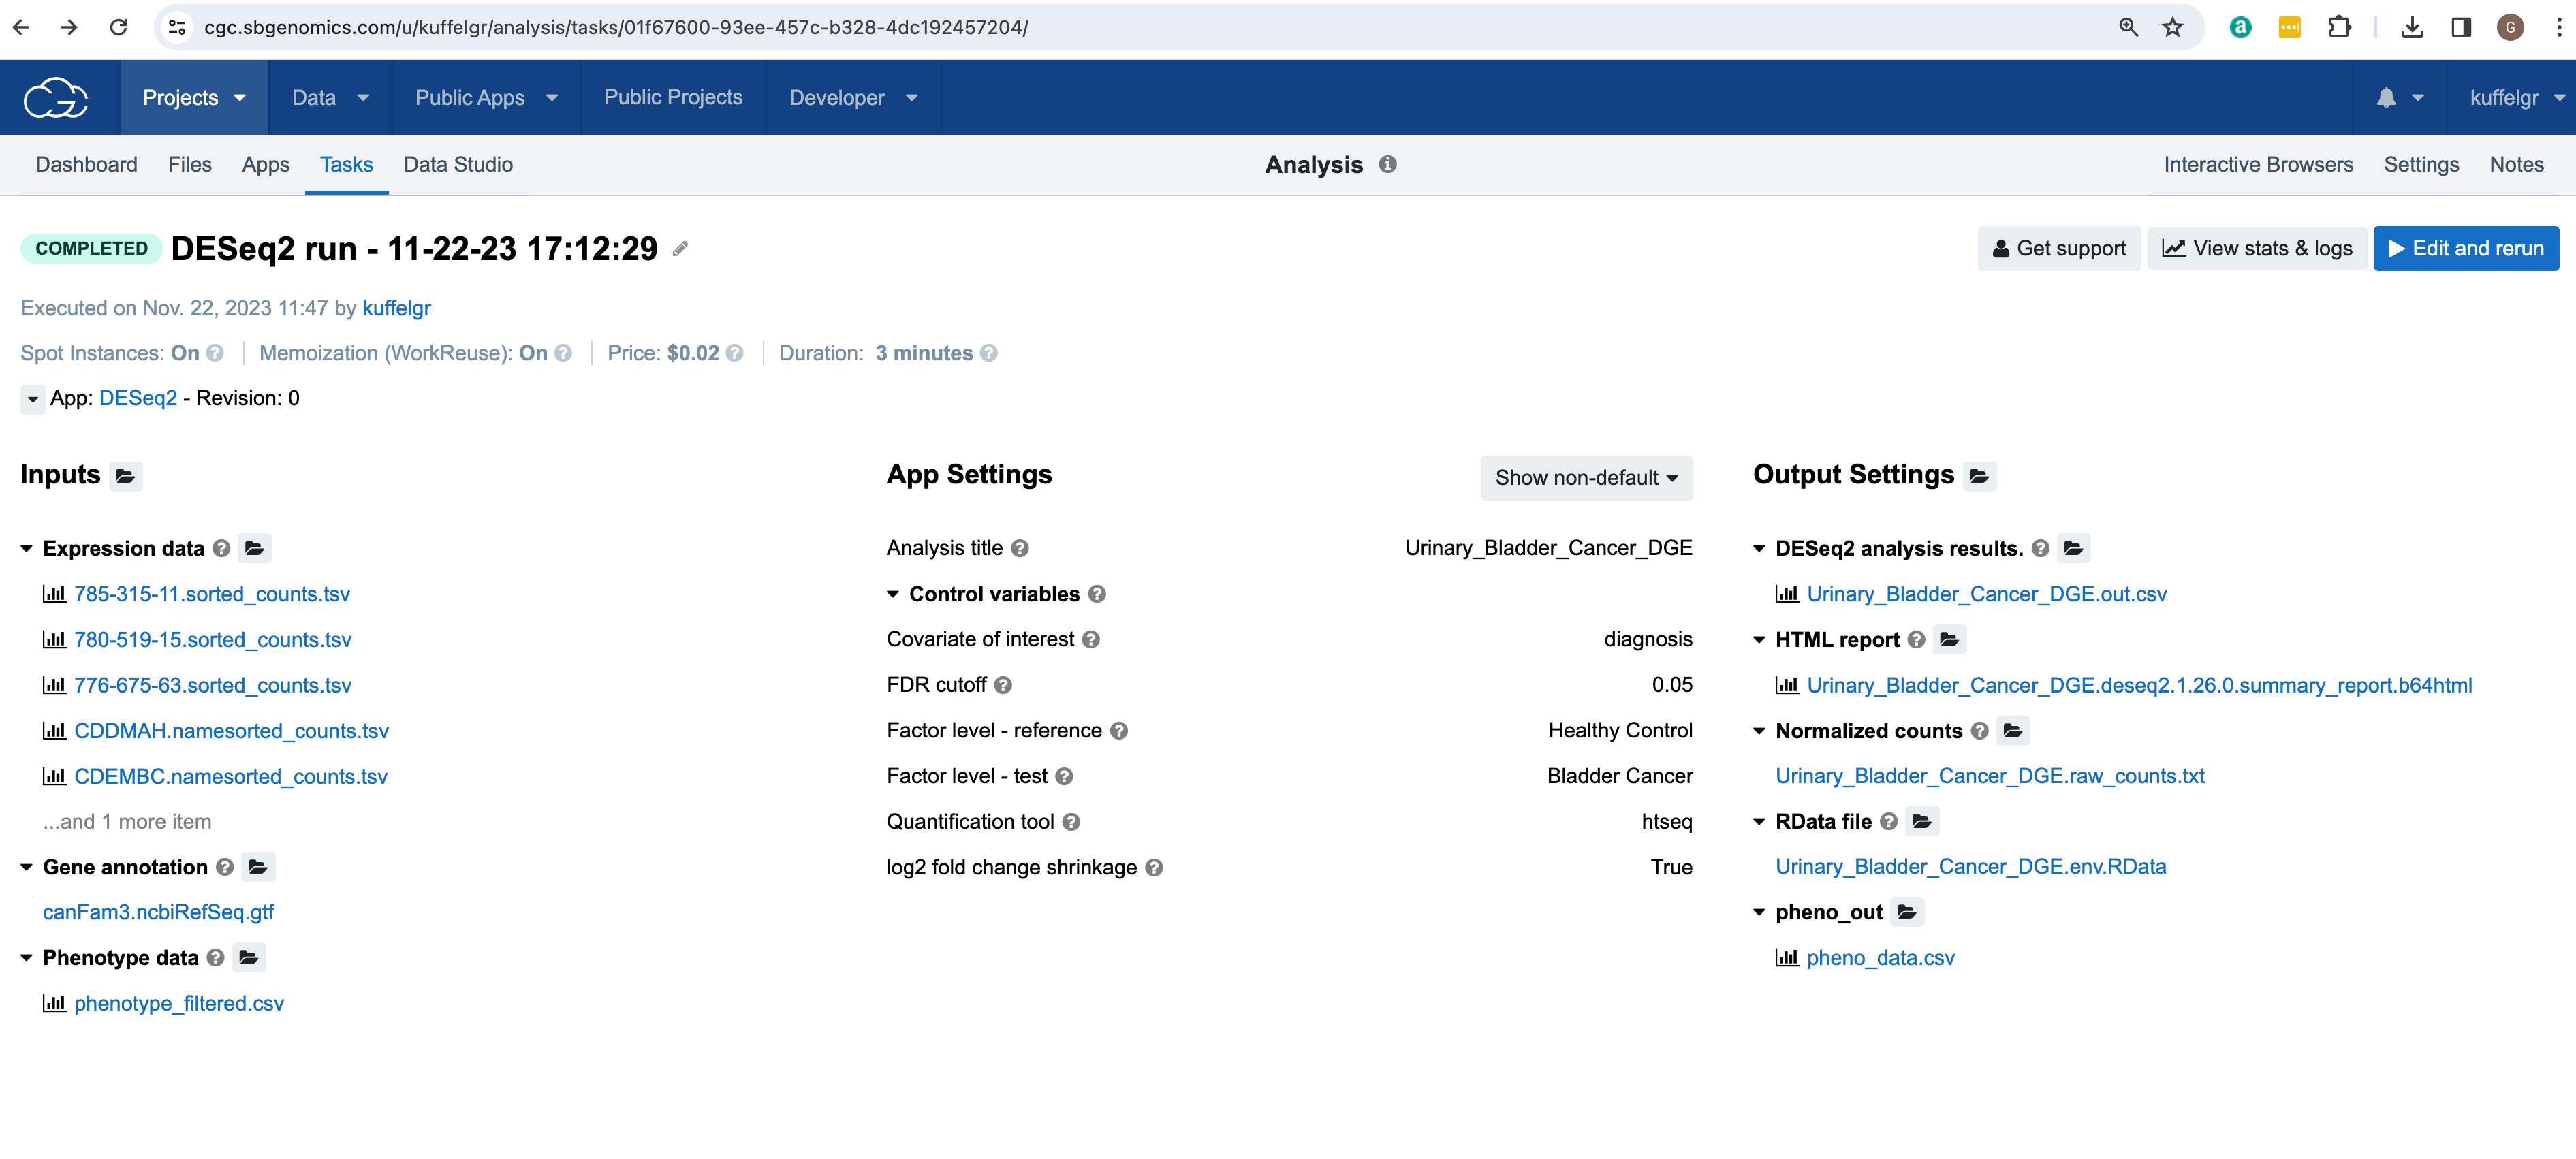 cgc.sbgenomics.com/u/kuffelgr/analysis/tasks/01f67600-93ee-457c-b328-4dc192457204/
a
G
Projects
Data
Public Apps
Public Projects
Developer
kuffelgr
Dashboard
Files
Apps
Tasks
Data Studio
Analysis
Interactive Browsers
Settings
Notes
COMPLETED
DESeq2 run - 11-22-23 17:12:29
Get support
View stats & logs
Edit and rerun
Executed on Nov. 22, 2023 11:47 by kuffelgr
Spot Instances: On
Memoization (WorkReuse): On
Price: $0.02
Duration: 3 minutes
App: DESeq2 - Revision: 0
Inputs
Expression data
785-315-11.sorted_counts.tsv
780-519-15.sorted_counts.tsv
776-675-63.sorted_counts.tsv
CDDMAH.namesorted_counts.tsv
CDEMBC.namesorted_counts.tsv
...and 1 more item
Gene annotation
canFam3.ncbiRefSeq.gtf
Phenotype data
phenotype_filtered.csv
App Settings
Show non-default
Analysis title
Urinary_Bladder_Cancer_DGE
Control variables
Covariate of interest
diagnosis
FDR cutoff
0.05
Factor level - reference
Healthy Control
Factor level - test
Bladder Cancer
Quantification tool
htseq
log2 fold change shrinkage
True
Output Settings
DESeq2 analysis results.
Urinary_Bladder_Cancer_DGE.out.csv
HTML report
Urinary_Bladder_Cancer_DGE.deseq2.1.26.0.summary_report.b64html
Normalized counts
Urinary_Bladder_Cancer_DGE.raw_counts.txt
RData file
Urinary_Bladder_Cancer_DGE.env.RData
pheno_out
pheno_data.csv